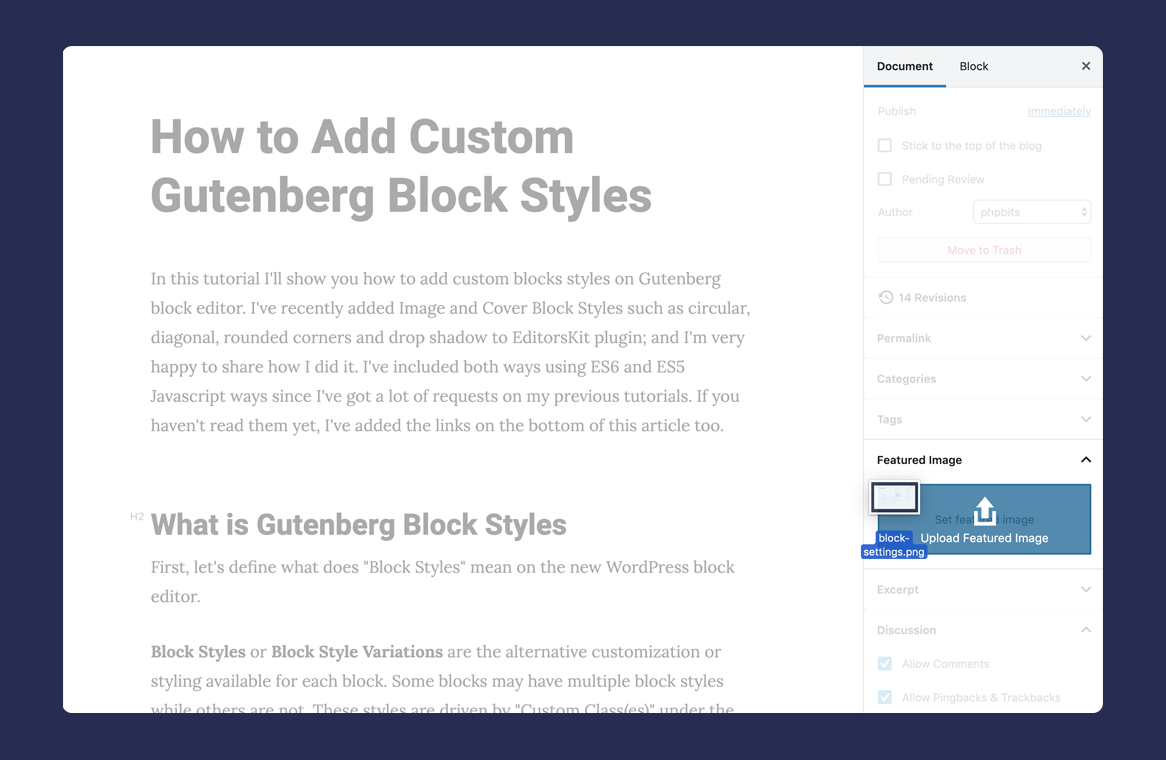 How to Add Custom
Gutenberg Block Styles
In this tutorial I'll show you how to add custom blocks styles on Gutenberg
block editor. I've recently added Image and Cover Block Styles such as circular,
diagonal, rounded corners and drop shadow to EditorsKit plugin; and I'm very
happy to share how I did it. I've included both ways using ES6 and ES5
Javascript ways since I've got a lot of requests on my previous tutorials. If you
haven't read them yet, I've added the links on the bottom of this article too.
H2
What is Gutenberg Block Styles
First, let's define what does "Block Styles" mean on the new WordPress block
editor.
Block Styles or Block Style Variations are the alternative customization or
styling available for each block. Some blocks may have multiple block styles
while others are not. These styles are driven by "Custom Class(es)" under the
Document Block
Publish Immediately
Stick to the top of the blog
Pending Review
Author phpbits
Move to Trash
14 Revisions
Permalink
Categories
Tags
Featured Image
Set featured image
Upload Featured Image
block-
settings.png
Excerpt
Discussion
Allow Comments
Allow Pingbacks & Trackbacks